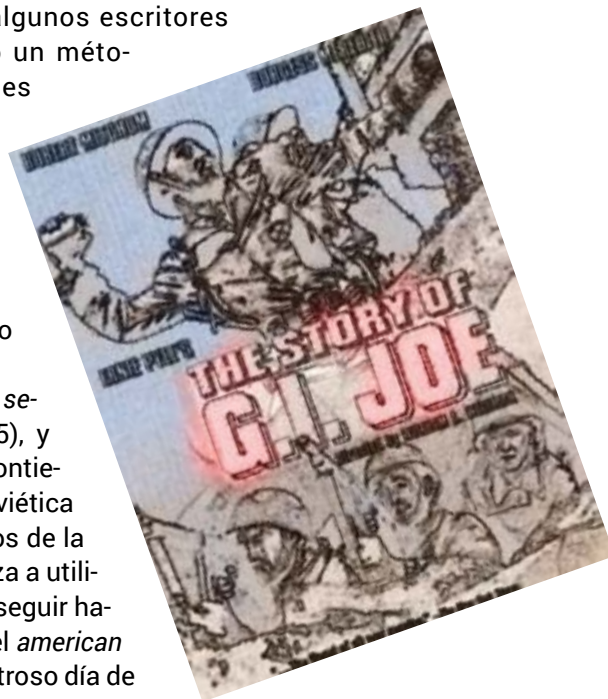 algunos escritores
un méto-
es
ROBERT MITCHUM
BURGESS MEREDITH
ERNIE PYLE'S
THE STORY OF
G.I. JOE
o
se-
5), y
ontie-
viética
os de la
za a utili-
seguir ha-
el american
troso día de